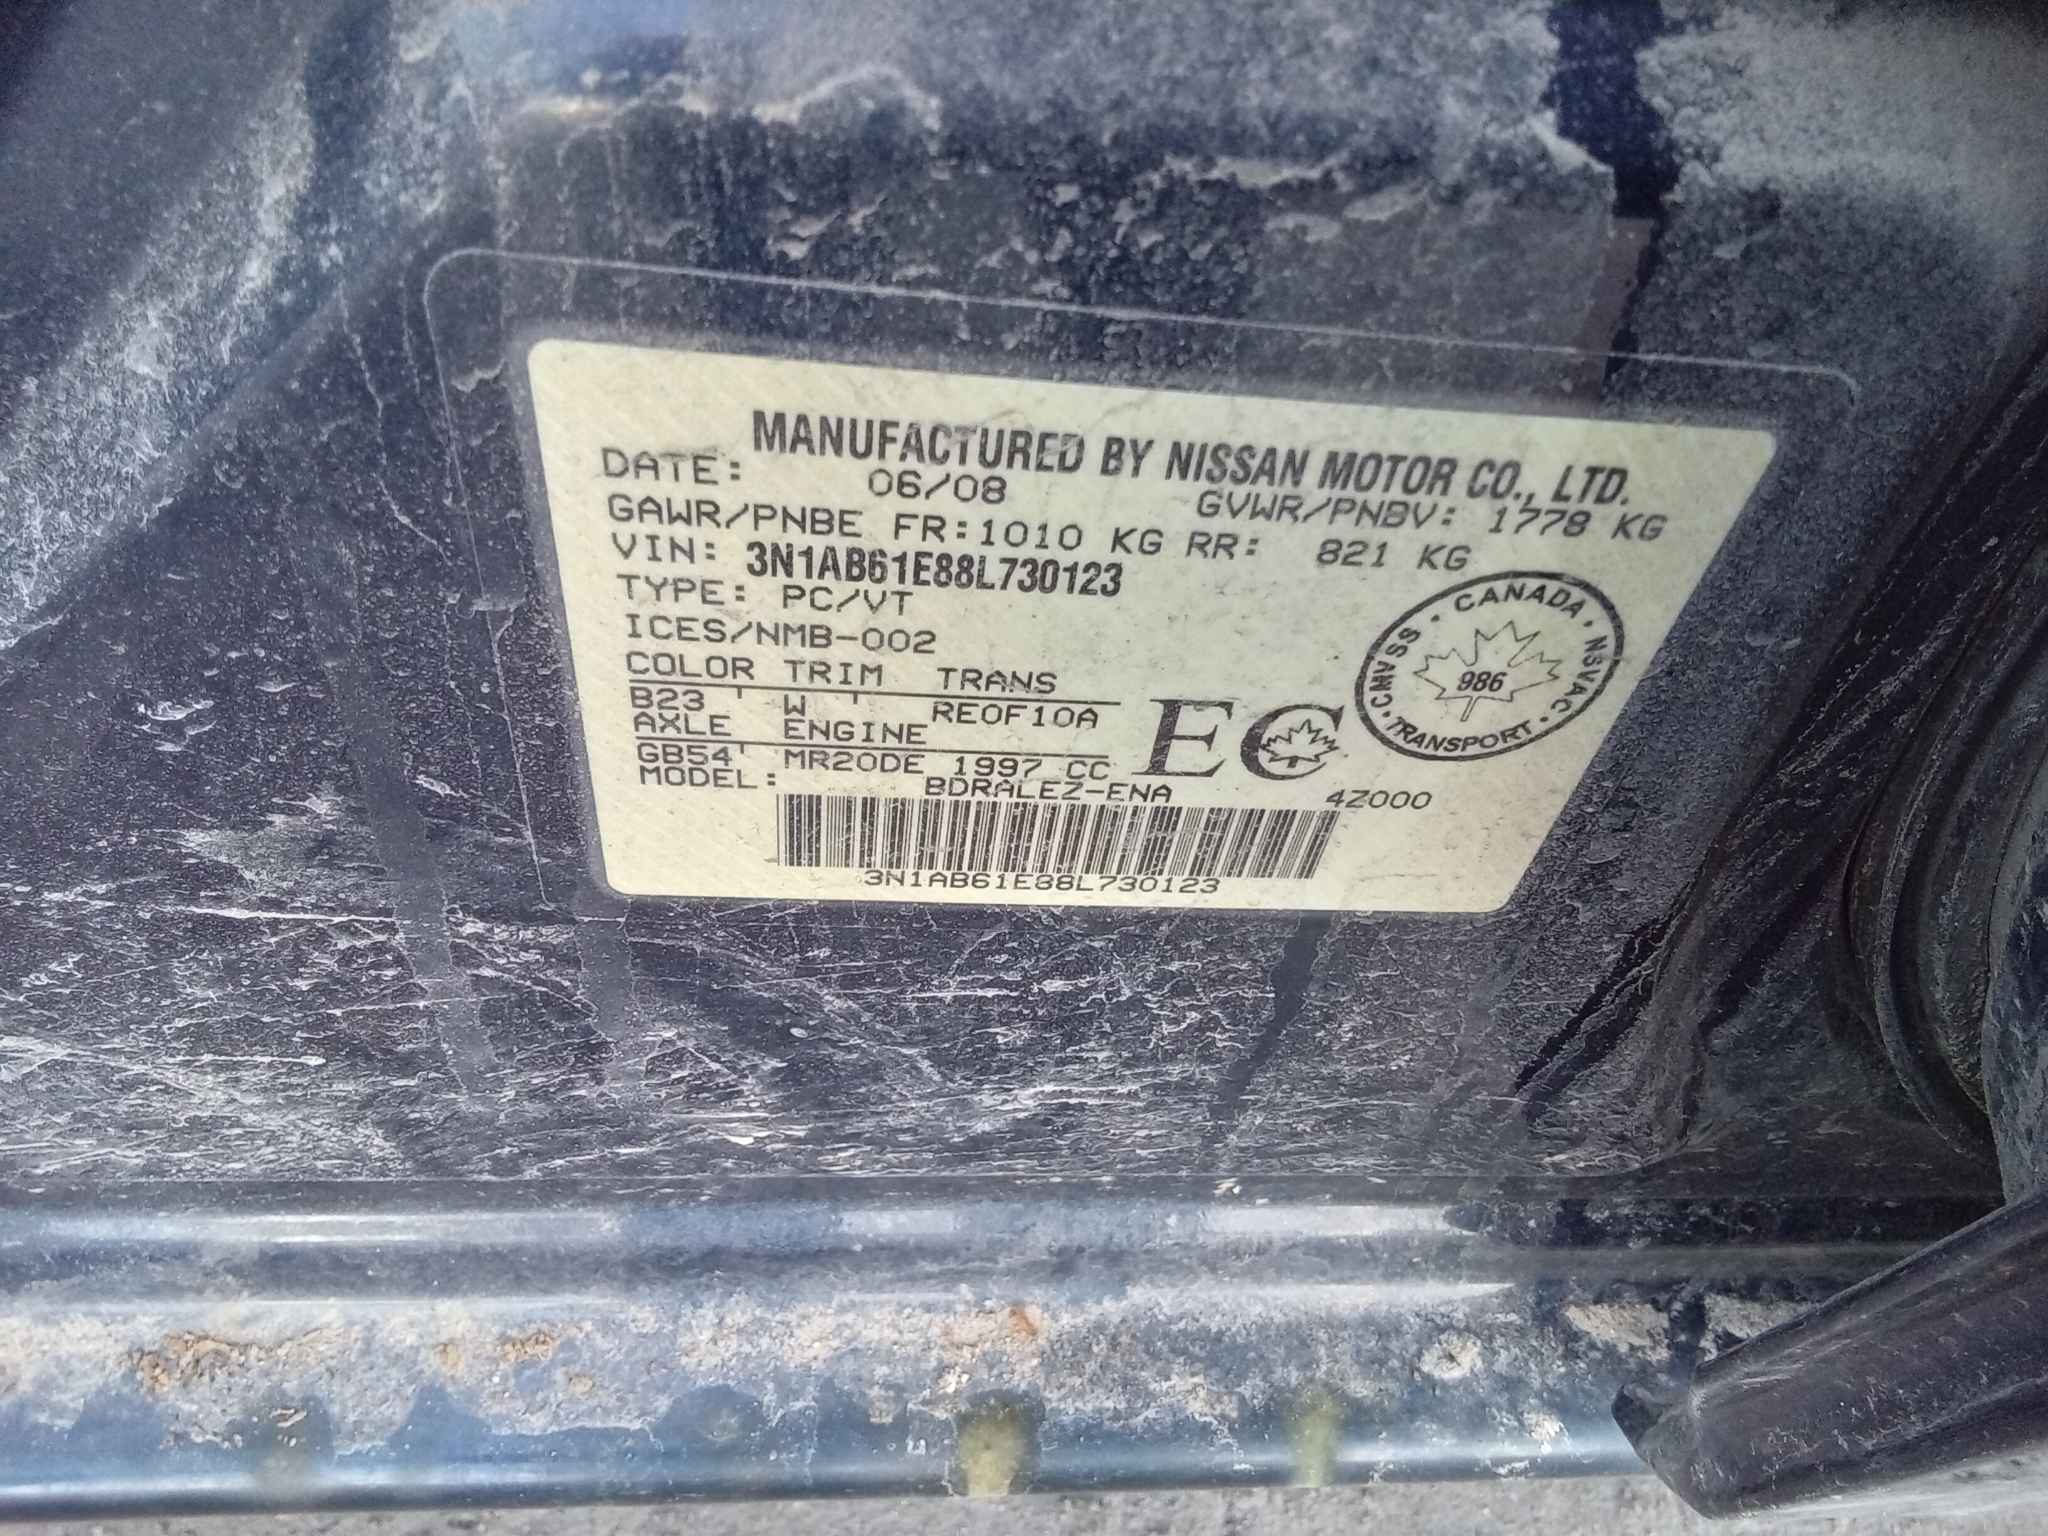 MANUFACTURED BY NISSAN MOTOR CO., LTD.
DATE: 06/08 GVWR/PNBV: 1778 KG
GAWR/PNBE FR:1010 KG RR: 821 KG
VIN: 3N1AB61E88L730123
TYPE: PC/VT
ICES/NMB-002
COLOR TRIM TRANS
B23 ' W ' RE0F10A
AXLE ENGINE
GB54 ' MR20DE 1997 CC
MODEL: BDRALEZ-ENA 4Z000
3N1AB61E88L730123
EC
CANADA · NSVAC · TRANSPORT · CMVSS ·
986